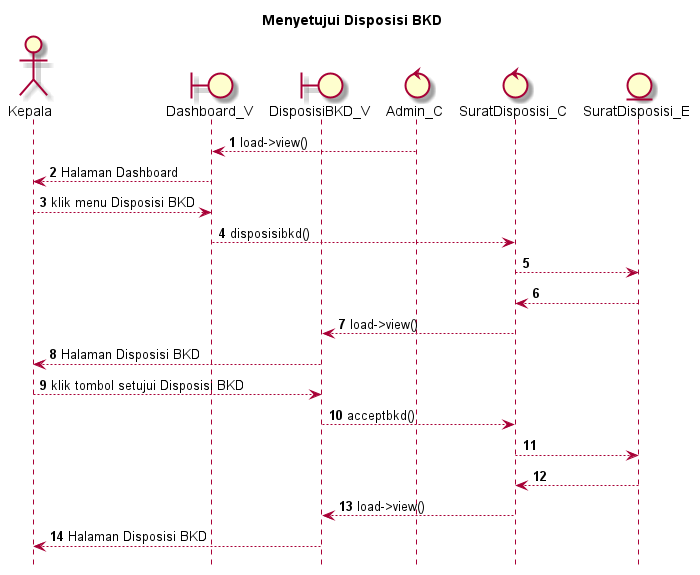 Menyetujui Disposisi BKD
Kepala Dashboard_V DisposisiBKD_V Admin_C SuratDisposisi_C SuratDisposisi_E
1 load->view()
2 Halaman Dashboard
3 klik menu Disposisi BKD
4 disposisibkd()
5
6
7 load->view()
8 Halaman Disposisi BKD
9 klik tombol setujui Disposisi BKD
10 acceptbkd()
11
12
13 load->view()
14 Halaman Disposisi BKD